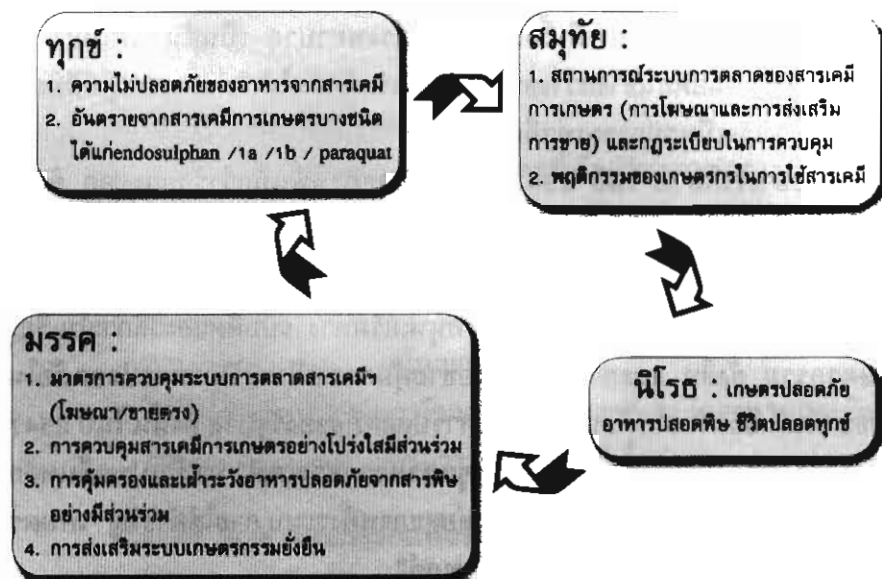 ทุกข์ :
1. ความไม่ปลอดภัยของอาหารจากสารเคมี
2. อันตรายจากสารเคมีการเกษตรบางชนิด
ได้แก่endosulphan /1a /1b / paraquat
สมุทัย :
1. สถานการณ์ระบบการตลาดของสารเคมี
การเกษตร (การโฆษณาและการส่งเสริม
การขาย) และกฎระเบียบในการควบคุม
2. พฤติกรรมของเกษตรกรในการใช้สารเคมี
นิโรธ : เกษตรปลอดภัย
อาหารปลอดพิษ ชีวิตปลอดทุกข์
มรรค :
1. มาตรการควบคุมระบบการตลาดสารเคมีฯ
(โฆษณา/ขายตรง)
2. การควบคุมสารเคมีการเกษตรอย่างโปร่งใสมีส่วนร่วม
3. การคุ้มครองและเฝ้าระวังอาหารปลอดภัยจากสารพิษ
อย่างมีส่วนร่วม
4. การส่งเสริมระบบเกษตรกรรมยั่งยืน